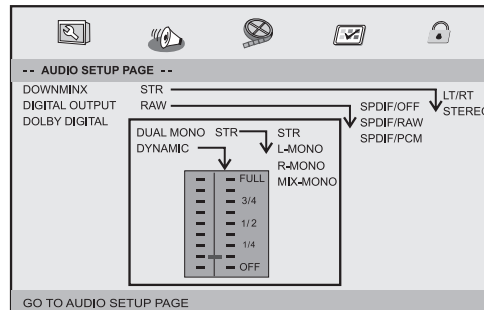 -- AUDIO SETUP PAGE --
DOWNMINX STR LT/RT
STEREO
DIGITAL OUTPUT RAW SPDIF/OFF
SPDIF/RAW
SPDIF/PCM
DOLBY DIGITAL
DUAL MONO STR STR
L-MONO
R-MONO
MIX-MONO
DYNAMIC
FULL
3/4
1/2
1/4
OFF
GO TO AUDIO SETUP PAGE